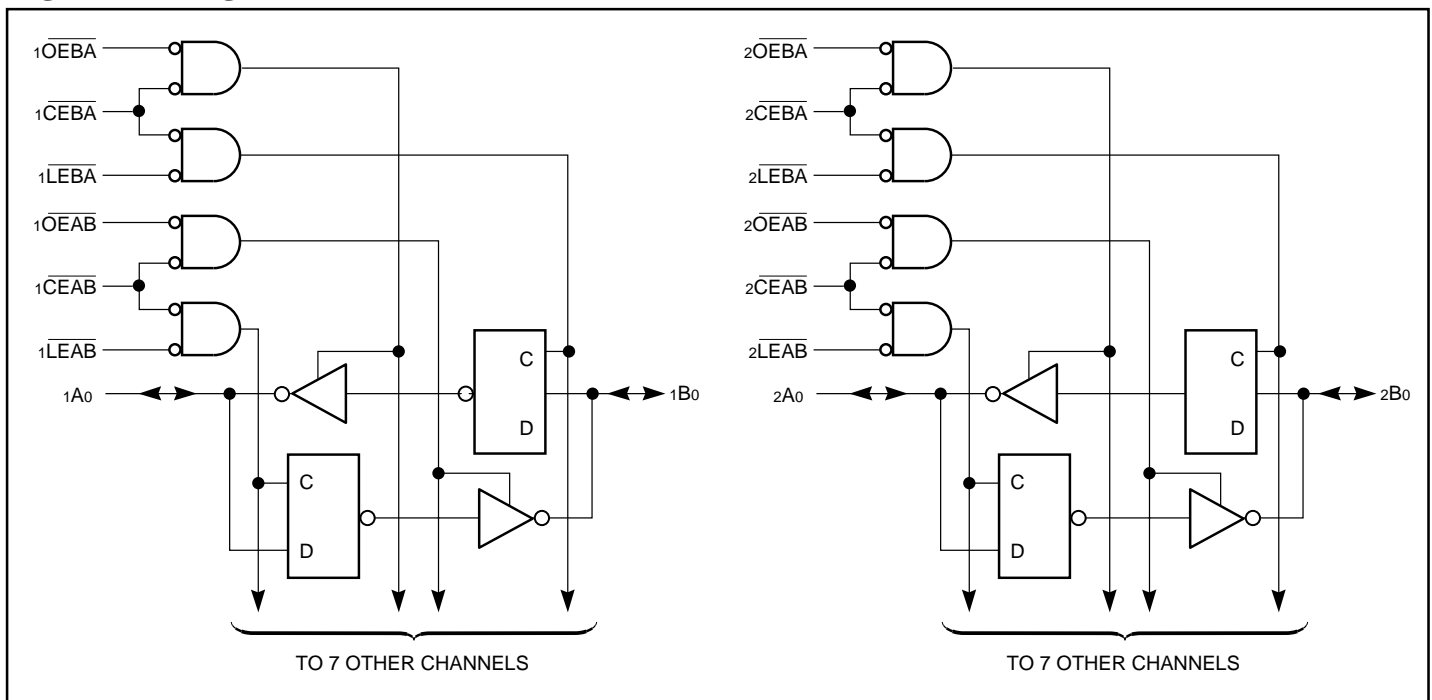 1OEBA
1CEBA
1LEBA
1OEAB
1CEAB
1LEAB
1A0
C
D
1B0
C
D
TO 7 OTHER CHANNELS
2OEBA
2CEBA
2LEBA
2OEAB
2CEAB
2LEAB
2A0
C
D
2B0
C
D
TO 7 OTHER CHANNELS